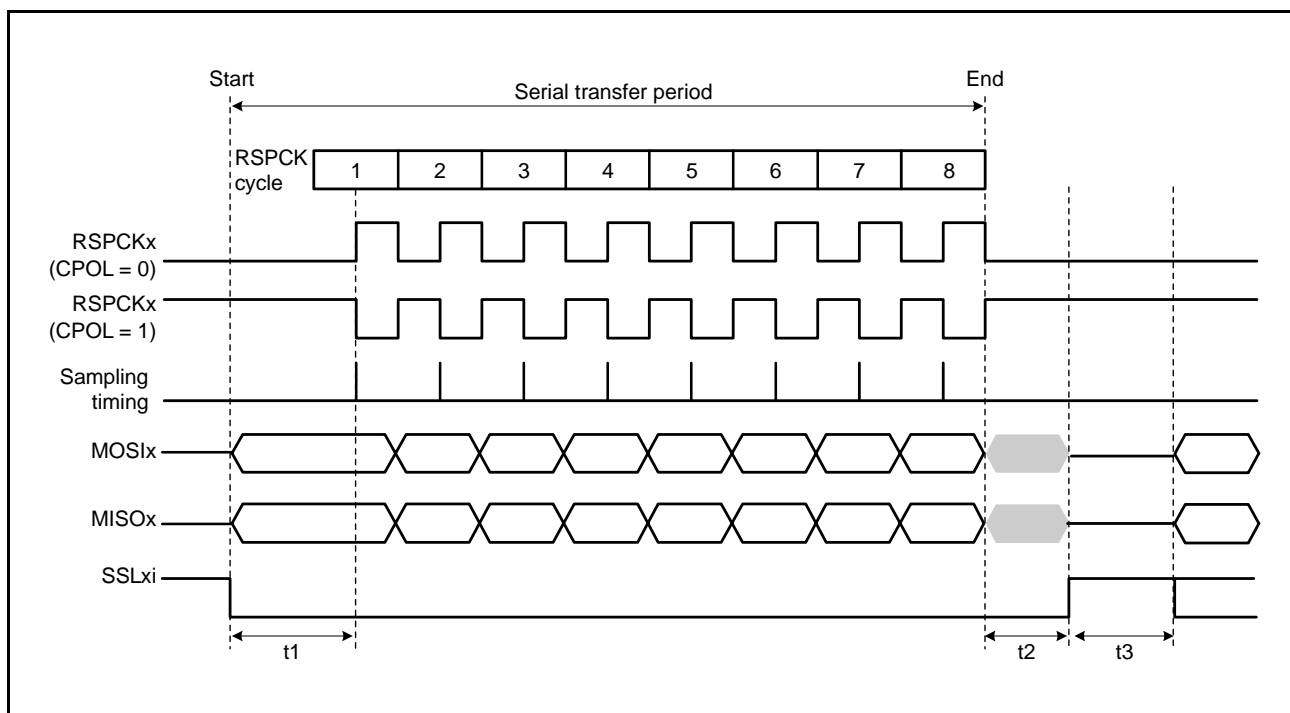 Start
End
Serial transfer period
RSPCK
cycle
1 2 3 4 5 6 7 8
RSPCKx
(CPOL = 0)
RSPCKx
(CPOL = 1)
Sampling
timing
MOSIx
MISOx
SSLxi
t1
t2
t3